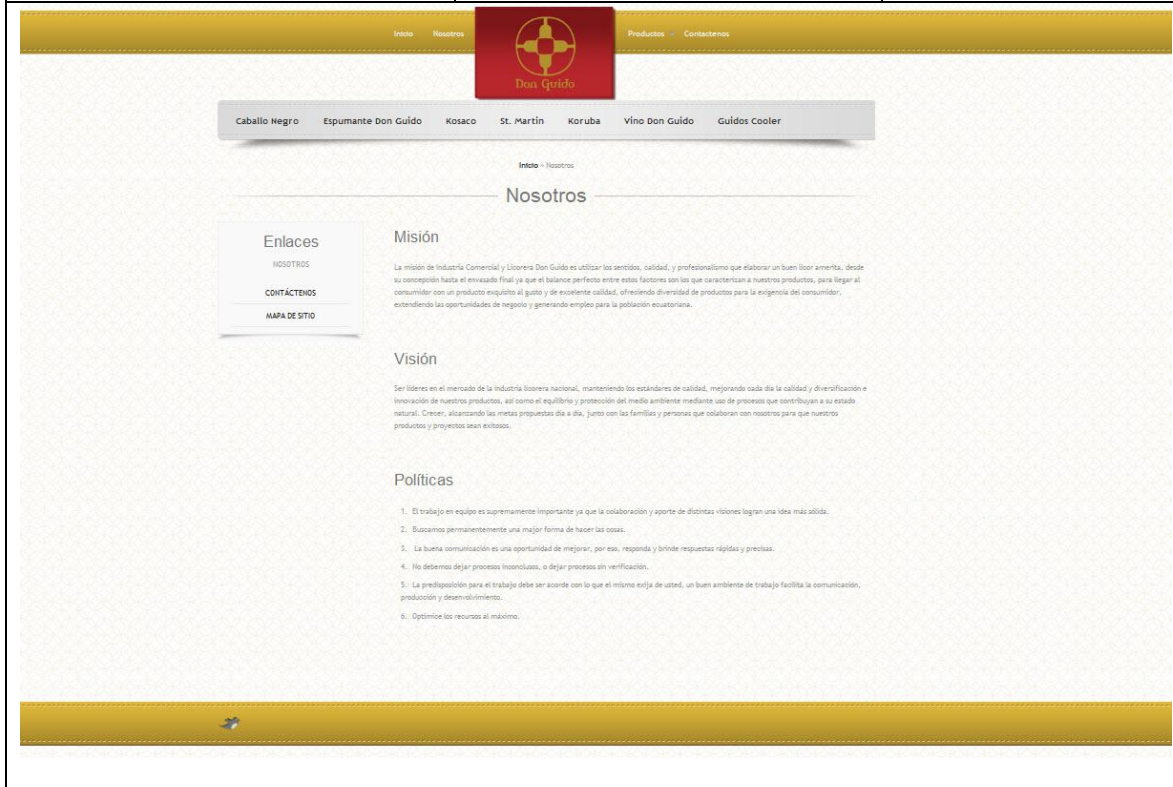 Inicio Nosotros Productos Contactenos
Don Guido
Caballo Negro Espumante Don Guido Kosaco St. Martin Koruba Vino Don Guido Guidos Cooler
Inicio » Nosotros
Nosotros
Enlaces
NOSOTROS
CONTÁCTENOS
MAPA DE SITIO
Misión
La misión de Industria Comercial y Licorera Don Guido es utilizar los sentidos, calidad, y profesionalismo que elaborar un buen licor amerita, desde
su concepción hasta el envasado final ya que el balance perfecto entre estos factores son los que caracterizan a nuestros productos, para llegar al
consumidor con un producto exquisito al gusto y de excelente calidad, ofreciendo diversidad de productos para la exigencia del consumidor,
extendiendo las oportunidades de negocio y generando empleo para la población ecuatoriana.
Visión
Ser líderes en el mercado de la industria licorera nacional, manteniendo los estándares de calidad, mejorando cada día la calidad y diversificación e
innovación de nuestros productos, así como el equilibrio y protección del medio ambiente mediante uso de procesos que contribuyan a su estado
natural. Crecer, alcanzando las metas propuestas día a día, junto con las familias y personas que colaboran con nosotros para que nuestros
productos y proyectos sean exitosos.
Políticas
1. El trabajo en equipo es supremamente importante ya que la colaboración y aporte de distintas visiones logran una idea más sólida.
2. Buscamos permanentemente una major forma de hacer las cosas.
3. La buena comunicación es una oportunidad de mejorar, por eso, responda y brinde respuestas rápidas y precisas.
4. No debemos dejar procesos inconclusos, o dejar procesos sin verificación.
5. La predisposición para el trabajo debe ser acorde con lo que el mismo exija de usted, un buen ambiente de trabajo facilita la comunicación,
producción y desenvolvimiento.
6. Optimice los recursos al máximo.